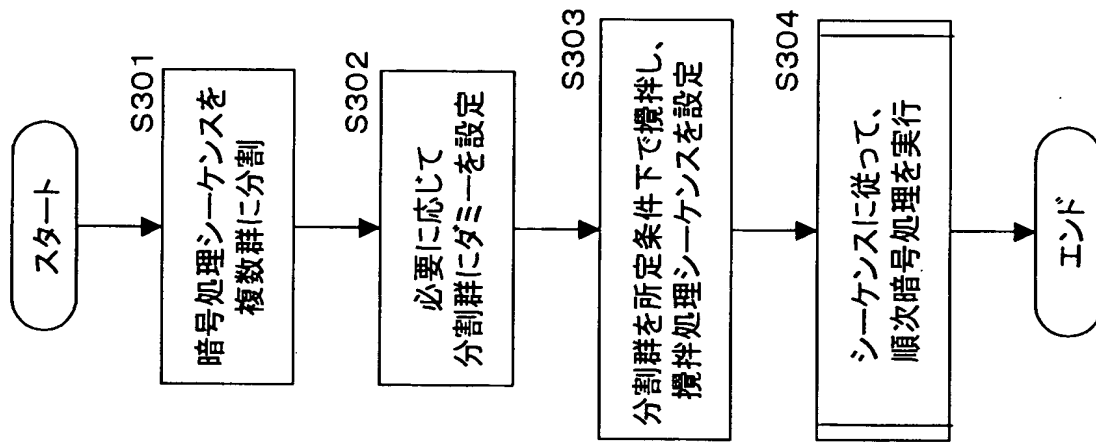 スタート
S301
暗号処理シーケンスを
複数群に分割
S302
必要に応じて
分割群にダミーを設定
S303
分割群を所定条件下で攪拌し、
攪拌処理シーケンスを設定
S304
シーケンスに従って、
順次暗号処理を実行
エンド